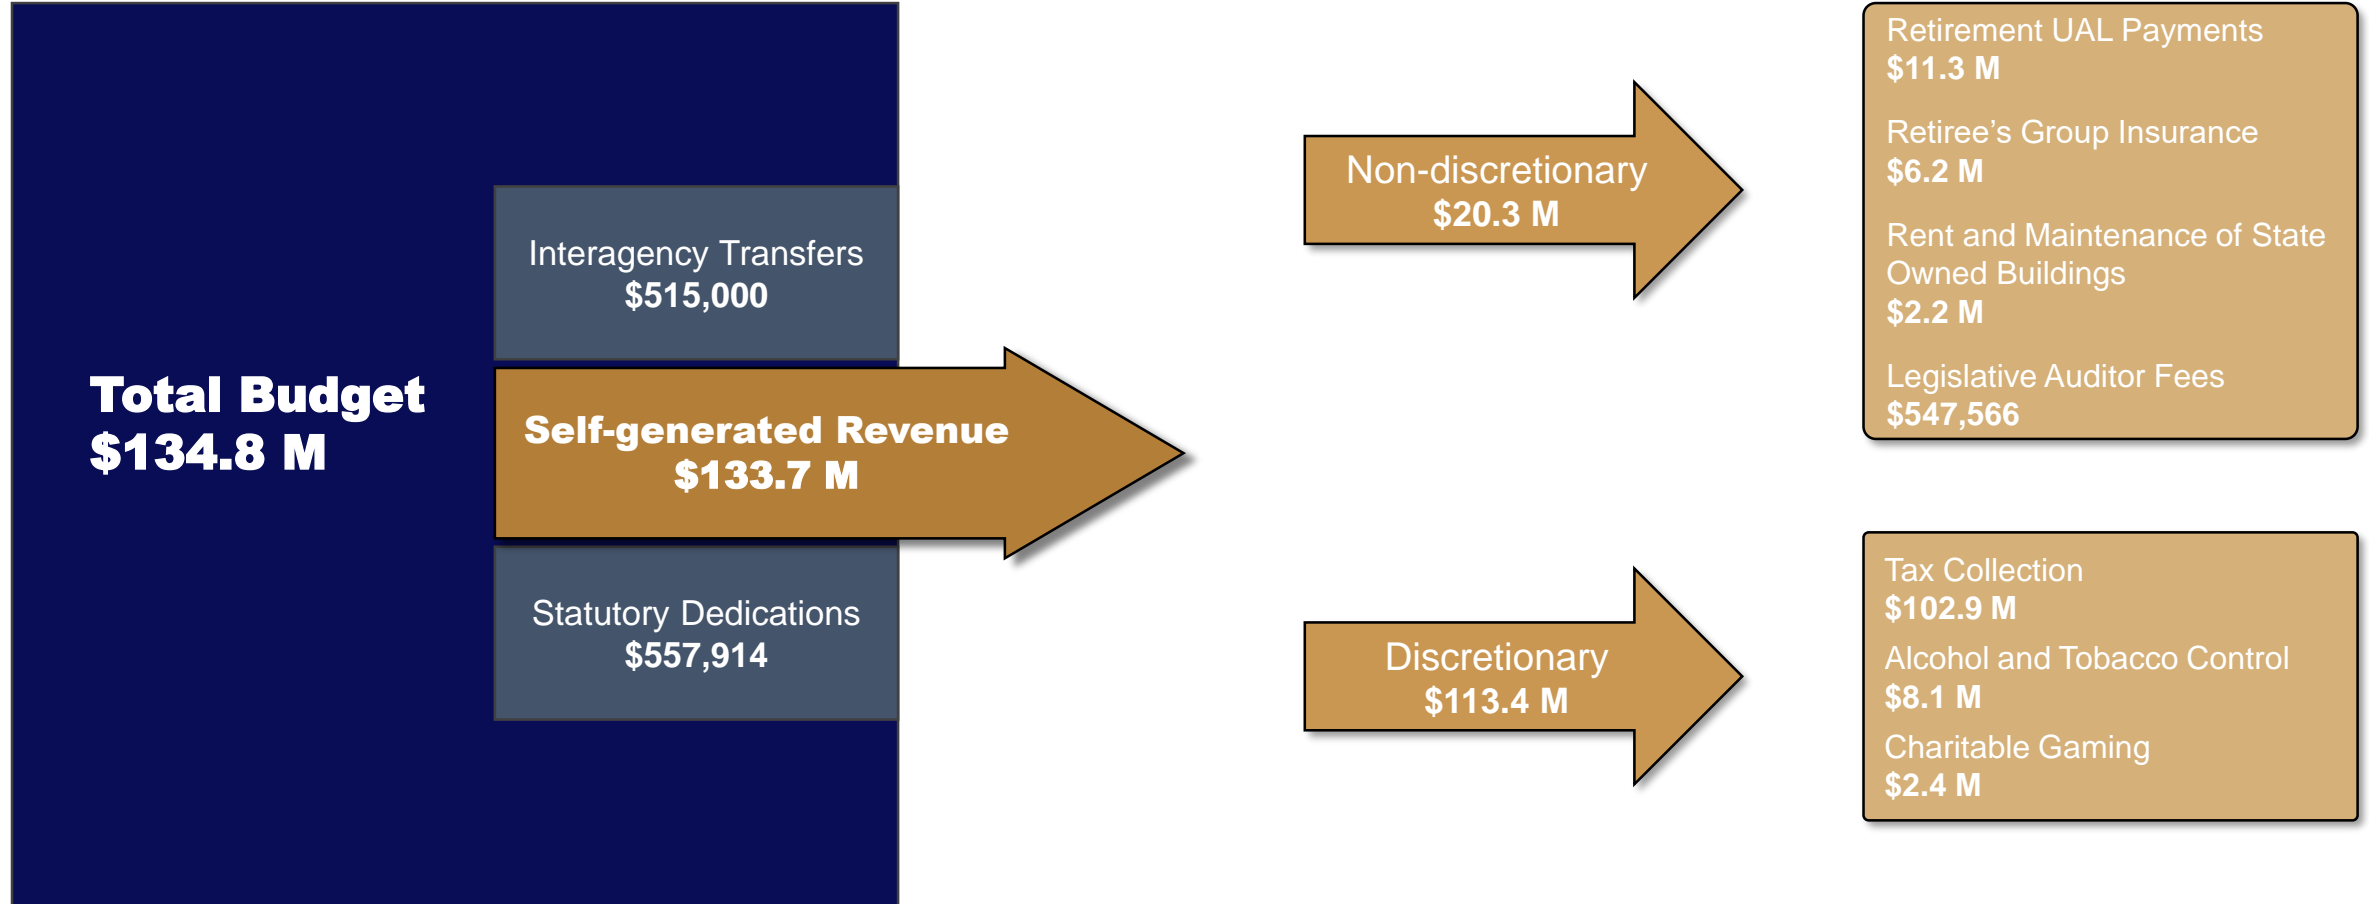 Total Budget
$134.8 M
Interagency Transfers
$515,000
Self-generated Revenue
$133.7 M
Statutory Dedications
$557,914
Non-discretionary
$20.3 M
Discretionary
$113.4 M
Retirement UAL Payments
$11.3 M
Retiree’s Group Insurance
$6.2 M
Rent and Maintenance of State
Owned Buildings
$2.2 M
Legislative Auditor Fees
$547,566
Tax Collection
$102.9 M
Alcohol and Tobacco Control
$8.1 M
Charitable Gaming
$2.4 M